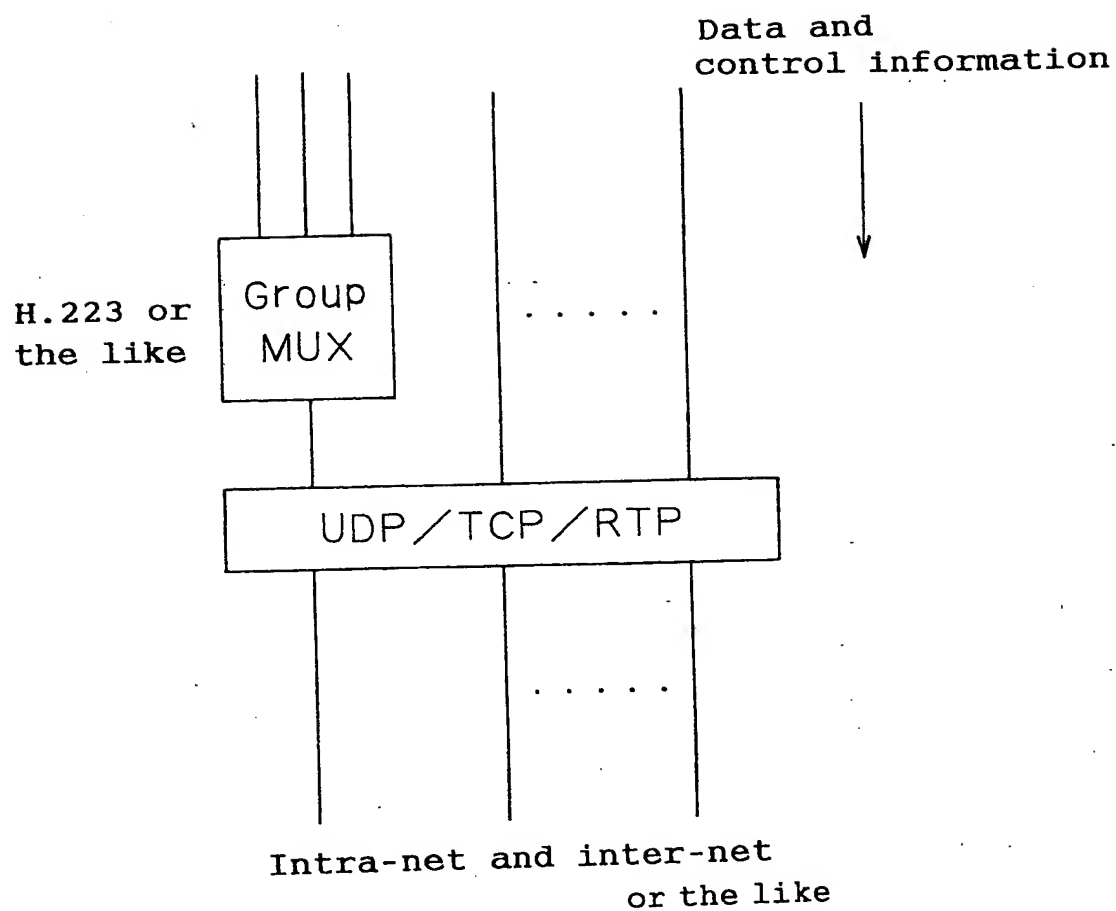 Data and
control information
H.223 or
the like
Group
MUX
. . . . .
UDP/TCP/RTP
. . . . .
Intra-net and inter-net
or the like